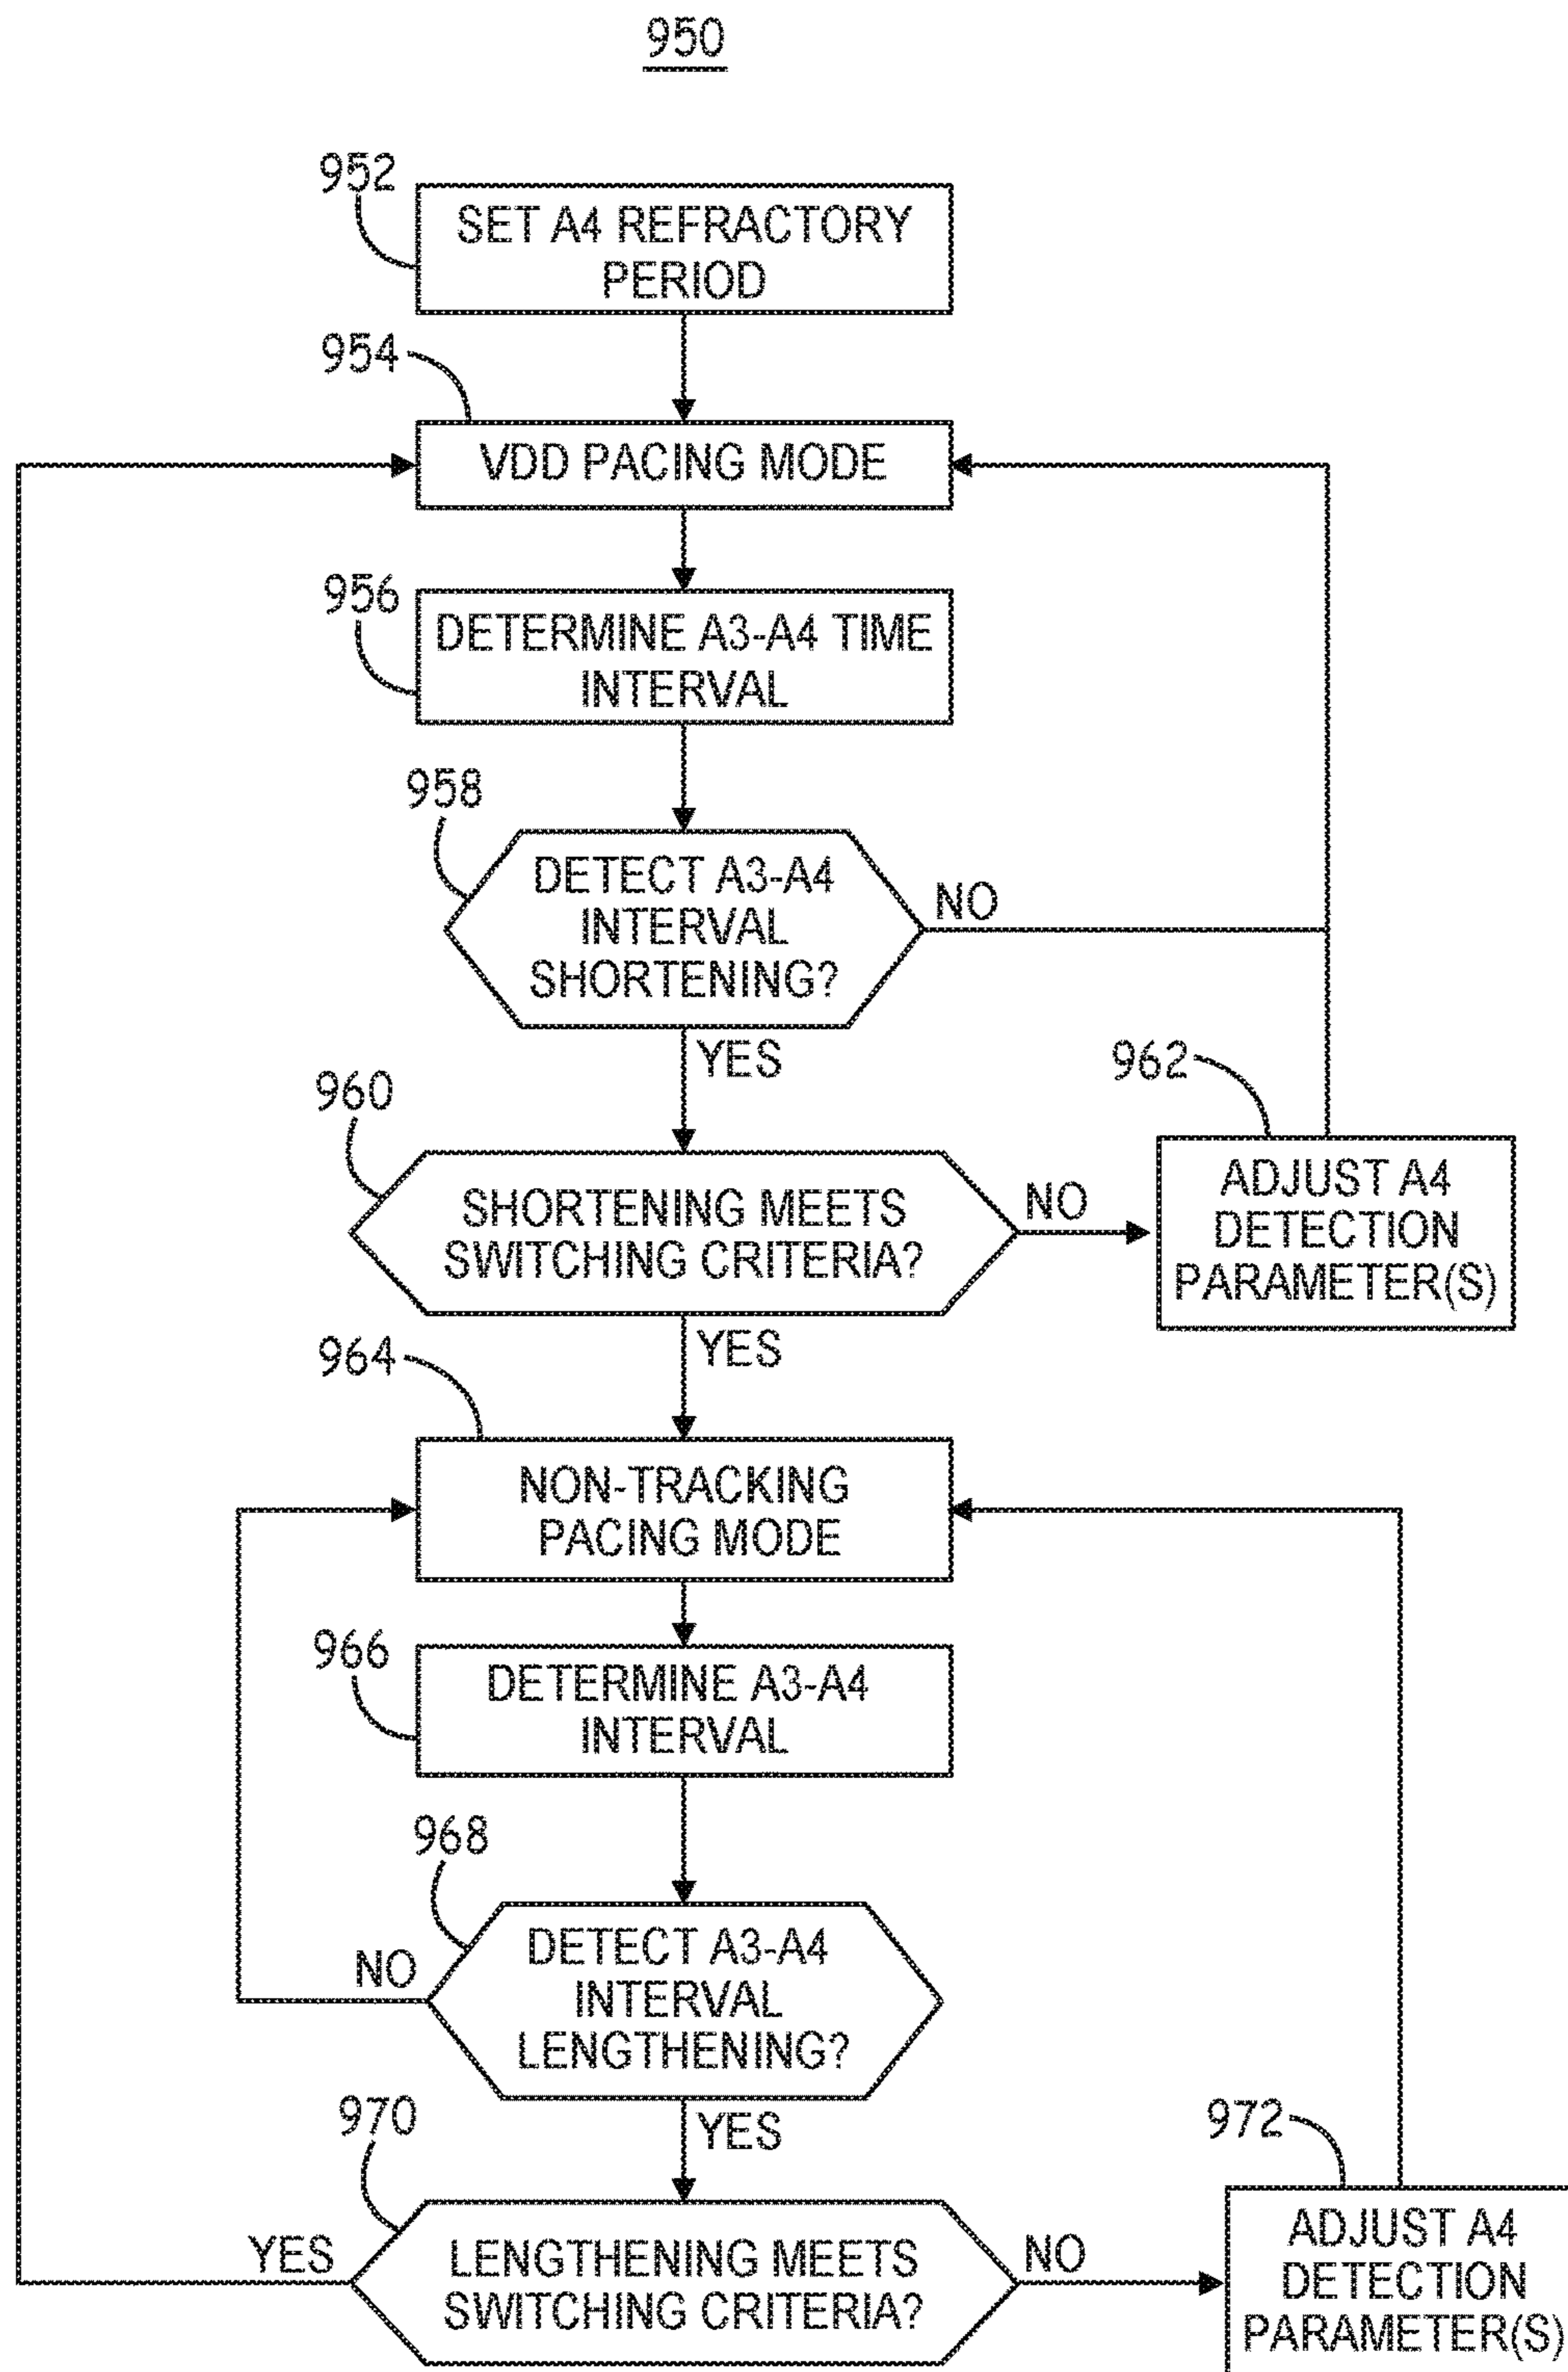 950
952
SET A4 REFRACTORY
PERIOD
954
VDD PACING MODE
956
DETERMINE A3-A4 TIME
INTERVAL
958
DETECT A3-A4
INTERVAL
SHORTENING?
NO
YES
960
SHORTENING MEETS
SWITCHING CRITERIA?
NO
962
ADJUST A4
DETECTION
PARAMETER(S)
YES
964
NON-TRACKING
PACING MODE
966
DETERMINE A3-A4
INTERVAL
968
DETECT A3-A4
INTERVAL
LENGTHENING?
NO
YES
970
LENGTHENING MEETS
SWITCHING CRITERIA?
YES
NO
972
ADJUST A4
DETECTION
PARAMETER(S)